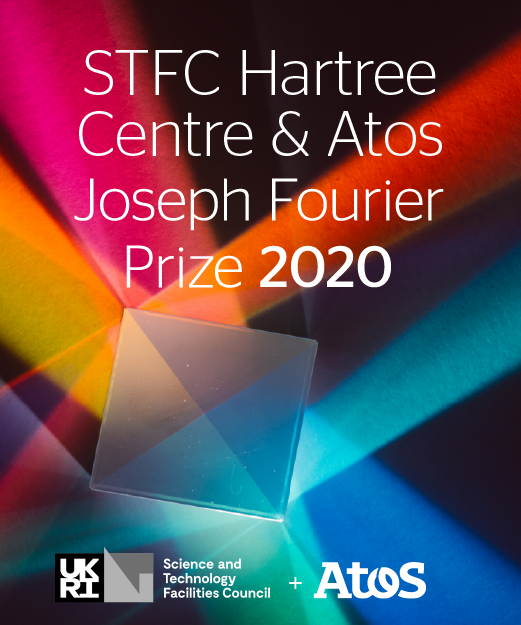 STFC Hartree
Centre & Atos
Joseph Fourier
Prize 2020
UK
RI
Science and
Technology
Facilities Council
+
Atos